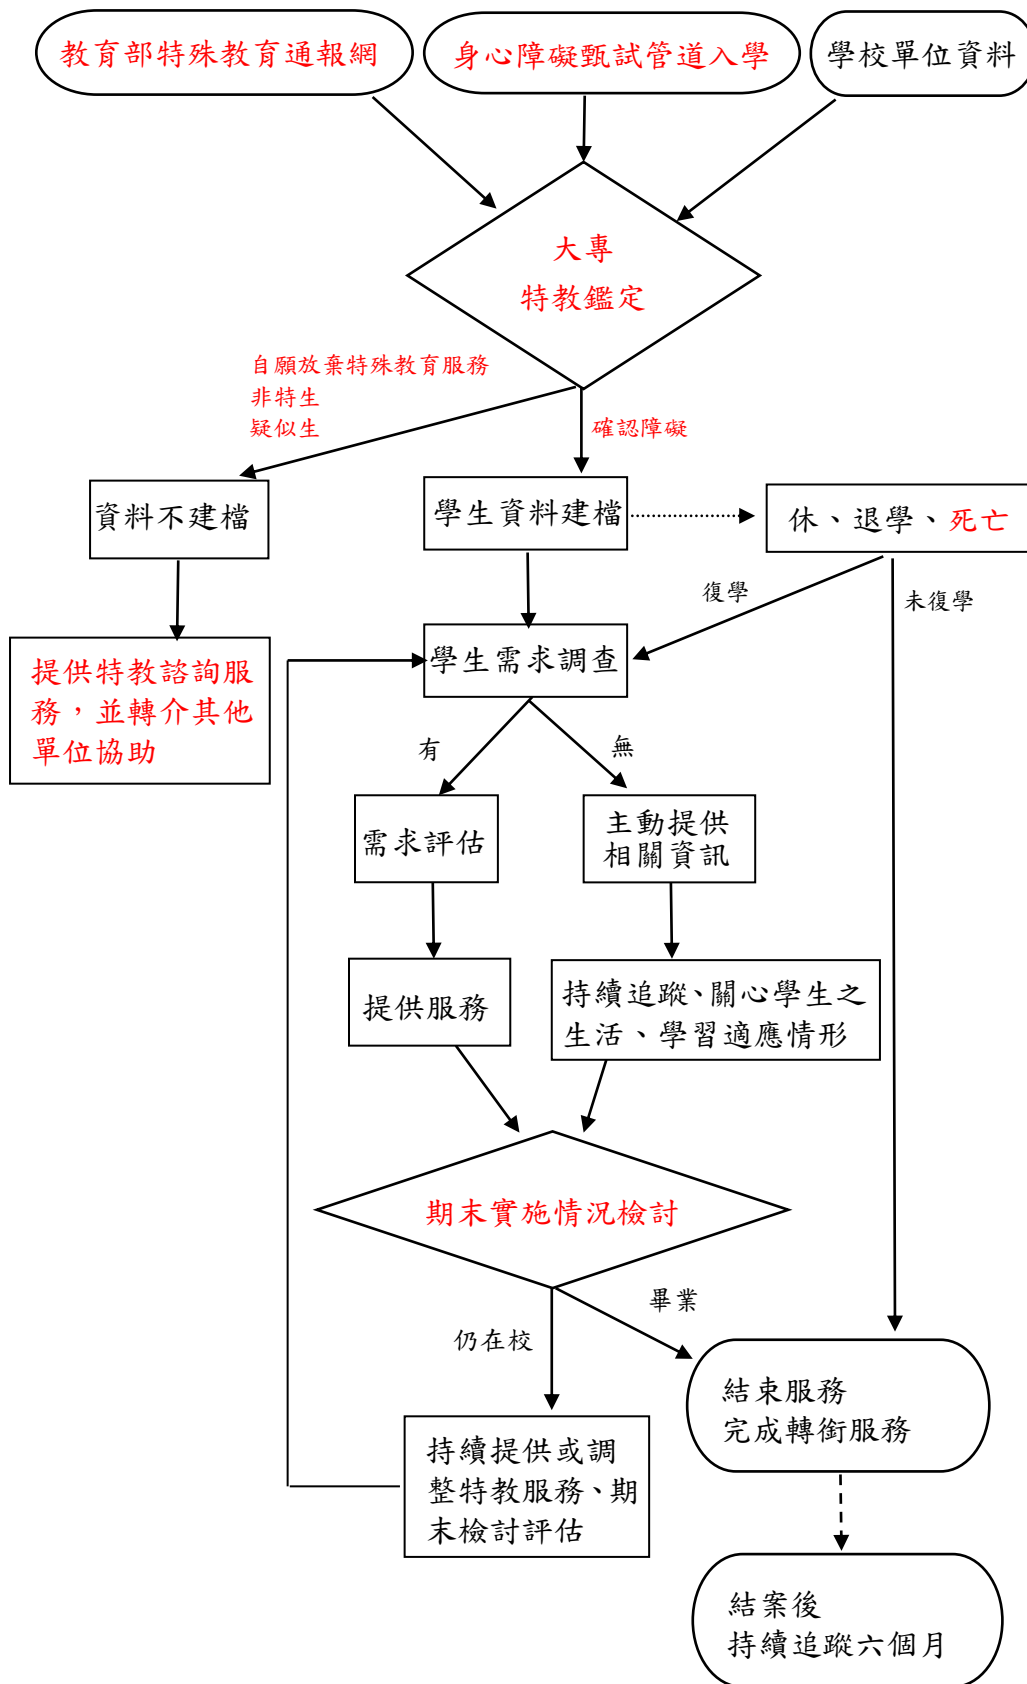 教育部特殊教育通報網
身心障礙甄試管道入學
學校單位資料
大專
特教鑑定
自願放棄特殊教育服務
非特生
疑似生
確認障礙
資料不建檔
學生資料建檔
休、退學、死亡
復學
未復學
提供特教諮詢服
務，並轉介其他
單位協助
學生需求調查
有
無
需求評估
主動提供
相關資訊
提供服務
持續追蹤、關心學生之
生活、學習適應情形
期末實施情況檢討
畢業
仍在校
結束服務
完成轉銜服務
持續提供或調
整特教服務、期
末檢討評估
結案後
持續追蹤六個月